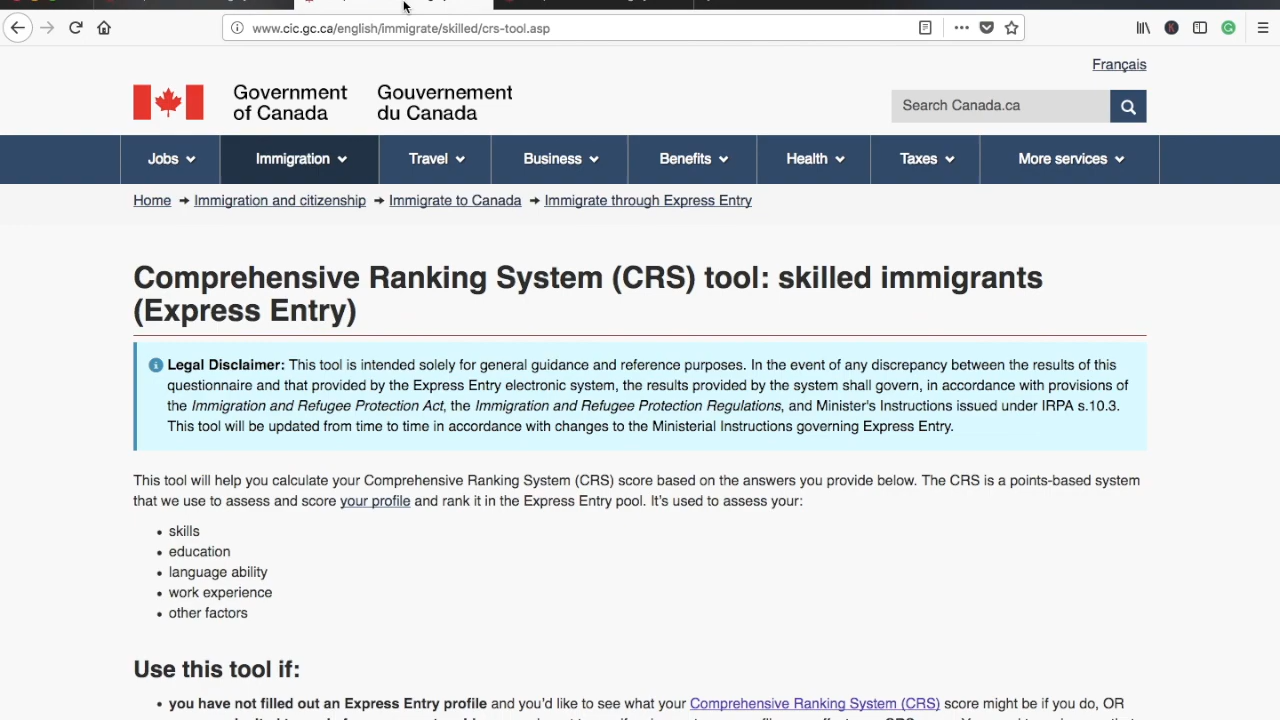 www.cic.gc.ca/english/immigrate/skilled/crs-tool.asp
Français
Government of Canada
Gouvernement du Canada
Search Canada.ca
Jobs Immigration Travel Business Benefits Health Taxes More services
Home → Immigration and citizenship → Immigrate to Canada → Immigrate through Express Entry
Comprehensive Ranking System (CRS) tool: skilled immigrants
(Express Entry)
Legal Disclaimer: This tool is intended solely for general guidance and reference purposes. In the event of any discrepancy between the results of this
questionnaire and that provided by the Express Entry electronic system, the results provided by the system shall govern, in accordance with provisions of
the Immigration and Refugee Protection Act, the Immigration and Refugee Protection Regulations, and Minister's Instructions issued under IRPA s.10.3.
This tool will be updated from time to time in accordance with changes to the Ministerial Instructions governing Express Entry.
This tool will help you calculate your Comprehensive Ranking System (CRS) score based on the answers you provide below. The CRS is a points-based system
that we use to assess and score your profile and rank it in the Express Entry pool. It's used to assess your:
• skills
• education
• language ability
• work experience
• other factors
Use this tool if:
• you have not filled out an Express Entry profile and you'd like to see what your Comprehensive Ranking System (CRS) score might be if you do, OR